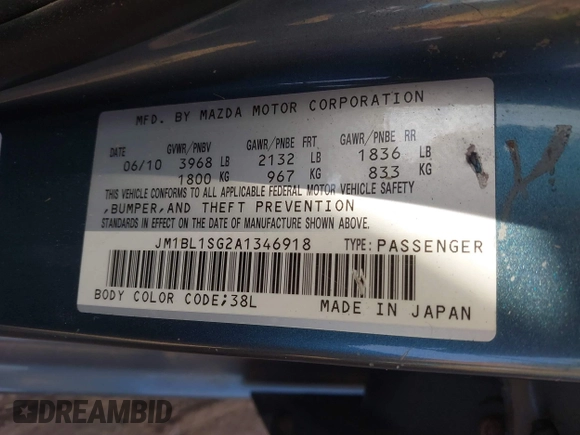 MFD. BY MAZDA MOTOR CORPORATION
DATE GVWR/PNBV GAWR/PNBE FRT GAWR/PNBE RR
06/10 3968 LB 2132 LB 1836 LB
1800 KG 967 KG 833 KG
THIS VEHICLE CONFORMS TO ALL APPLICABLE FEDERAL MOTOR VEHICLE SAFETY
,BUMPER,AND THEFT PREVENTION
STANDARDS IN EFFECT ON THE DATE OF MANUFACTURE SHOWN ABOVE.
JM1BL1SG2A1346918 TYPE: PASSENGER
BODY COLOR CODE;38L MADE IN JAPAN
DREAMBID